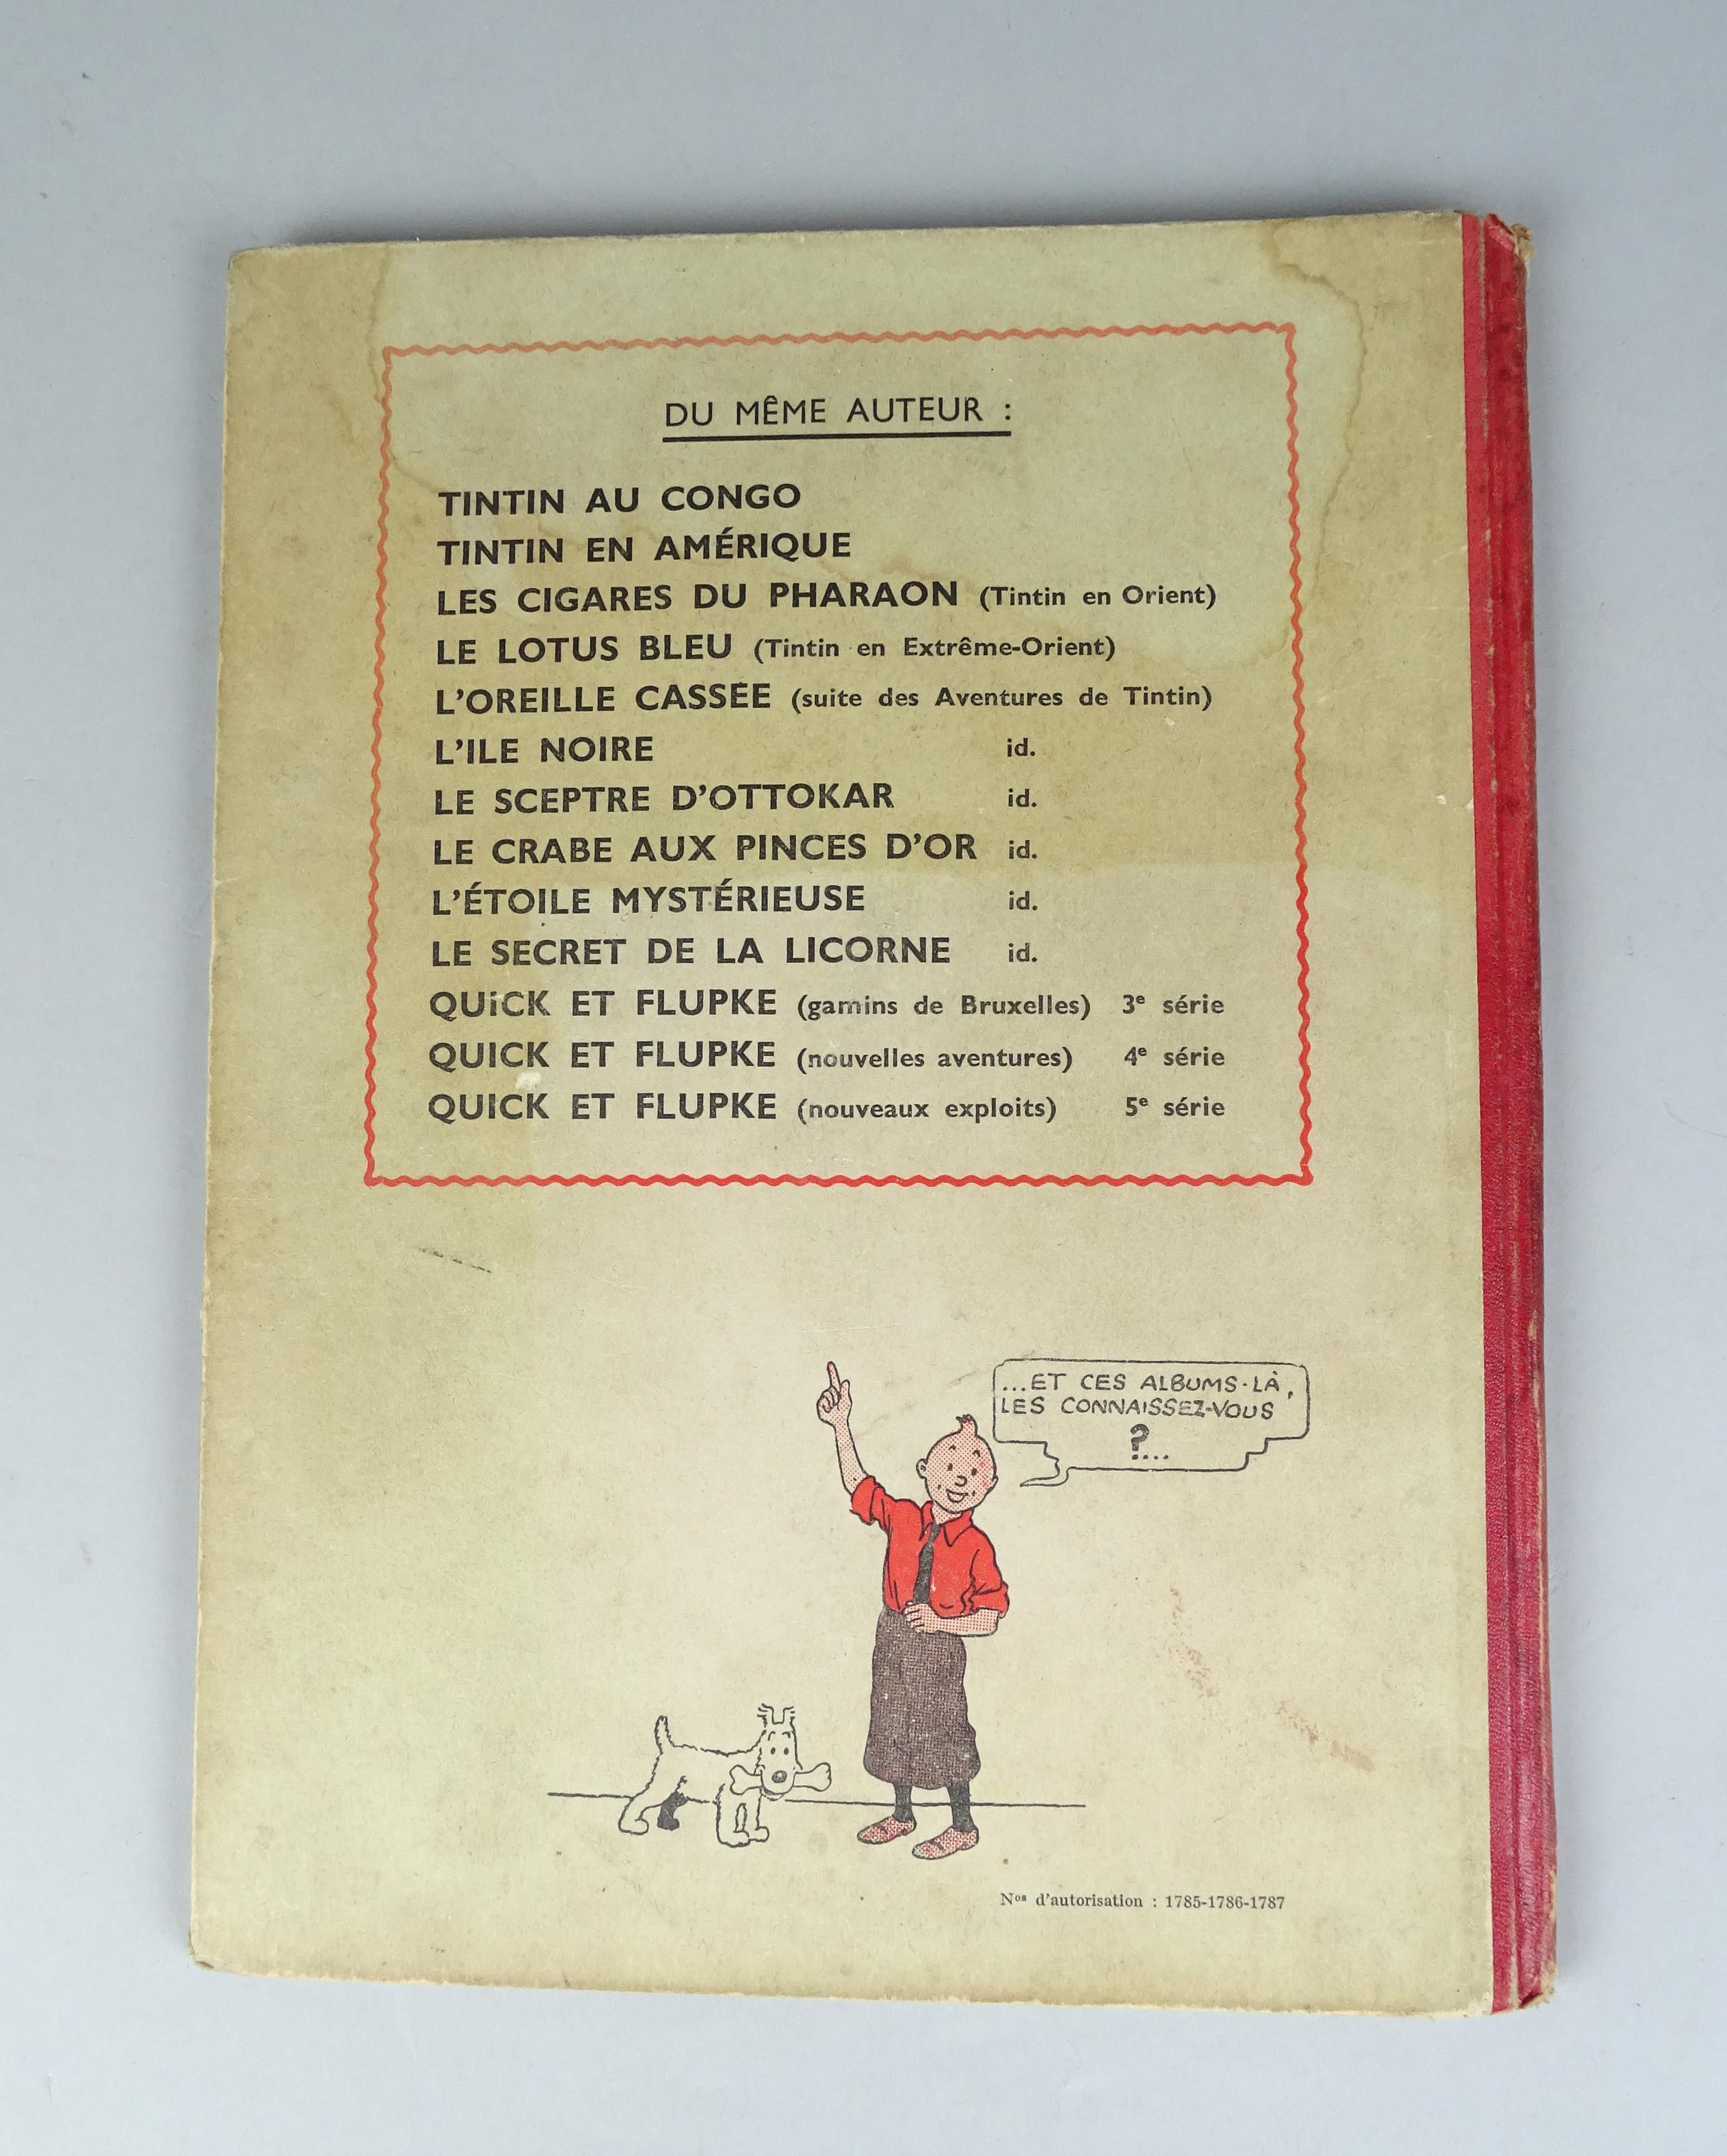 DU MÊME AUTEUR :
TINTIN AU CONGO
TINTIN EN AMÉRIQUE
LES CIGARES DU PHARAON (Tintin en Orient)
LE LOTUS BLEU (Tintin en Extrême-Orient)
L'OREILLE CASSÉE (suite des Aventures de Tintin)
L'ILE NOIRE id.
LE SCEPTRE D'OTTOKAR id.
LE CRABE AUX PINCES D'OR id.
L'ÉTOILE MYSTÉRIEUSE id.
LE SECRET DE LA LICORNE id.
QUICK ET FLUPKE (gamins de Bruxelles) 3e série
QUICK ET FLUPKE (nouvelles aventures) 4e série
QUICK ET FLUPKE (nouveaux exploits) 5e série
...ET CES ALBUMS-LÀ,
LES CONNAISSEZ-VOUS
?...
Nos d'autorisation : 1785-1786-1787